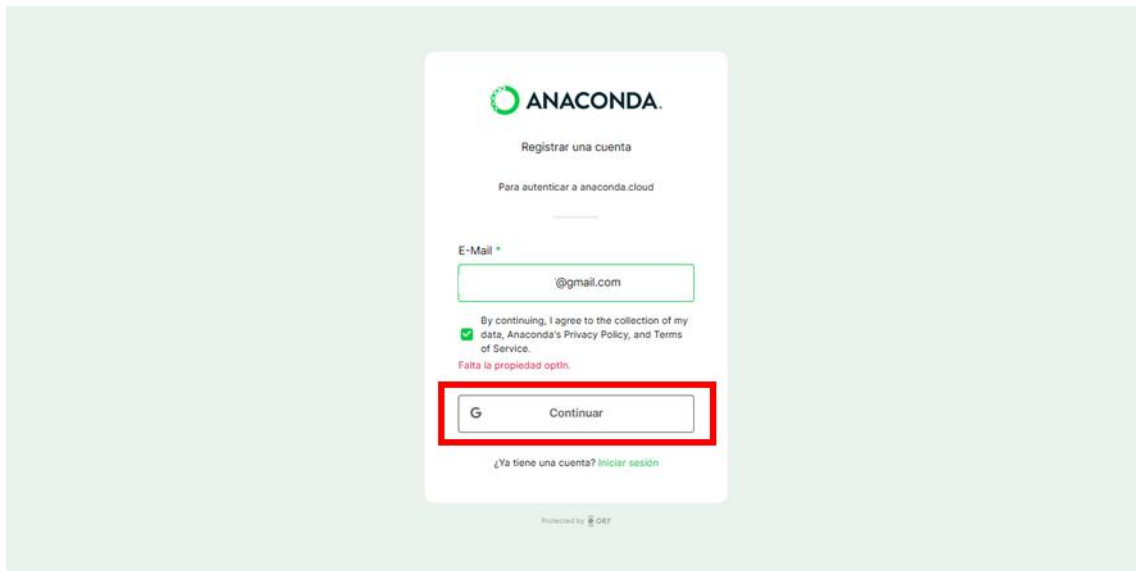 ANACONDA.
Registrar una cuenta
Para autenticar a anaconda.cloud
E-Mail *
@gmail.com
By continuing, I agree to the collection of my
data, Anaconda's Privacy Policy, and Terms
of Service.
Falta la propiedad optIn.
G Continuar
¿Ya tiene una cuenta? Iniciar sesión
Protected by ORY